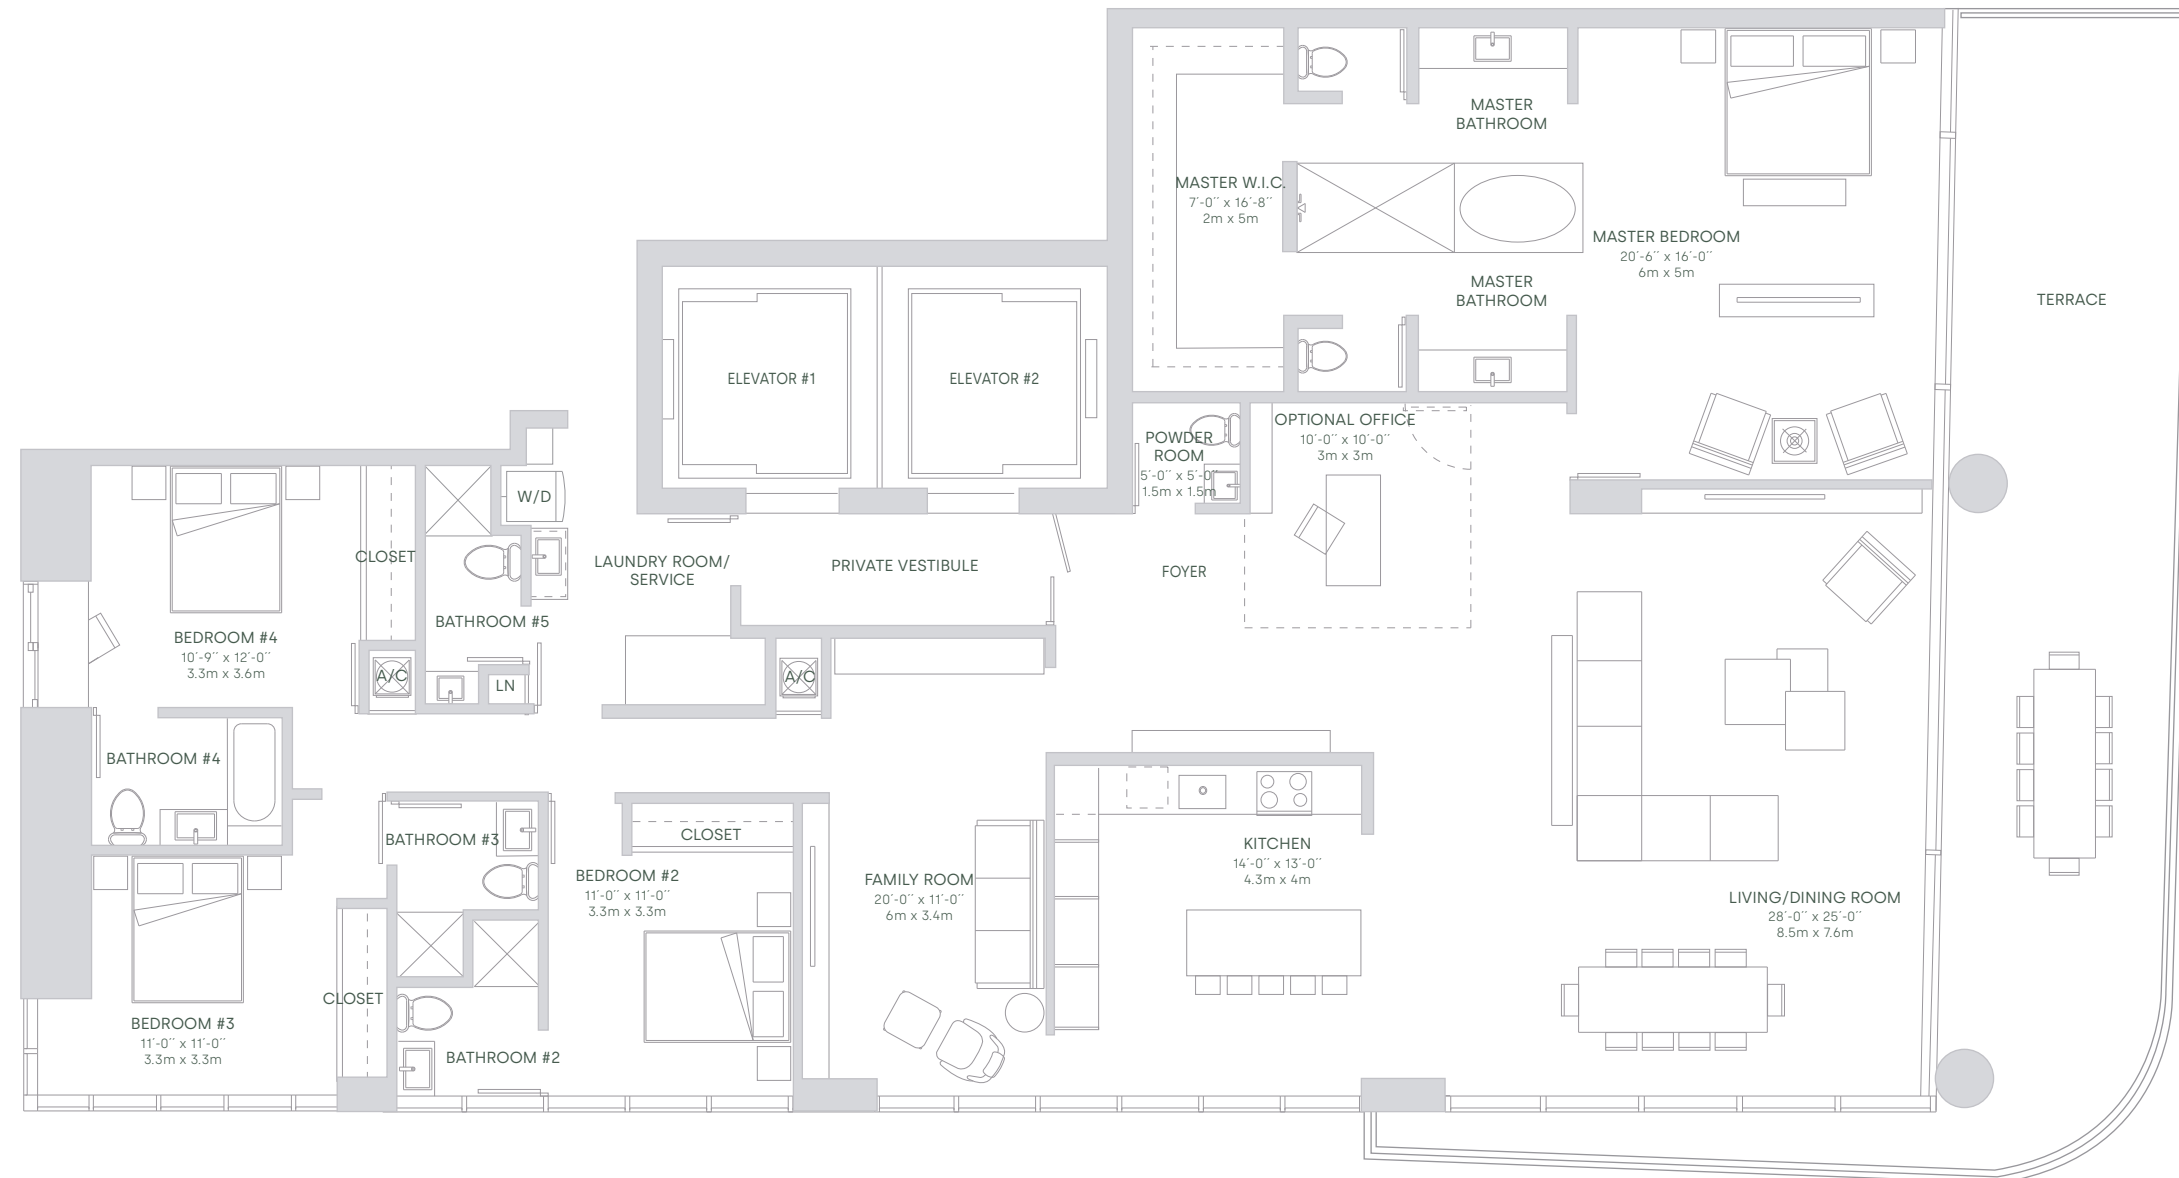 MASTER
BATHROOM
MASTER W.I.C.
7´-0´´ x 16´-8´´
2m x 5m
MASTER BEDROOM
20´-6´´ x 16´-0´´
6m x 5m
MASTER
BATHROOM
TERRACE
ELEVATOR #1
ELEVATOR #2
OPTIONAL OFFICE
10´-0´´ x 10´-0´´
3m x 3m
POWDER
ROOM
5´-0´´ x 5´-0´´
1.5m x 1.5m
W/D
CLOSET
LAUNDRY ROOM/
SERVICE
PRIVATE VESTIBULE
FOYER
BATHROOM #5
BEDROOM #4
10´-9´´ x 12´-0´´
3.3m x 3.6m
A/C
LN
A/C
BATHROOM #4
BATHROOM #3
CLOSET
KITCHEN
14´-0´´ x 13´-0´´
4.3m x 4m
BEDROOM #2
11´-0´´ x 11´-0´´
3.3m x 3.3m
FAMILY ROOM
20´-0´´ x 11´-0´´
6m x 3.4m
LIVING/DINING ROOM
28´-0´´ x 25´-0´´
8.5m x 7.6m
CLOSET
BEDROOM #3
11´-0´´ x 11´-0´´
3.3m x 3.3m
BATHROOM #2